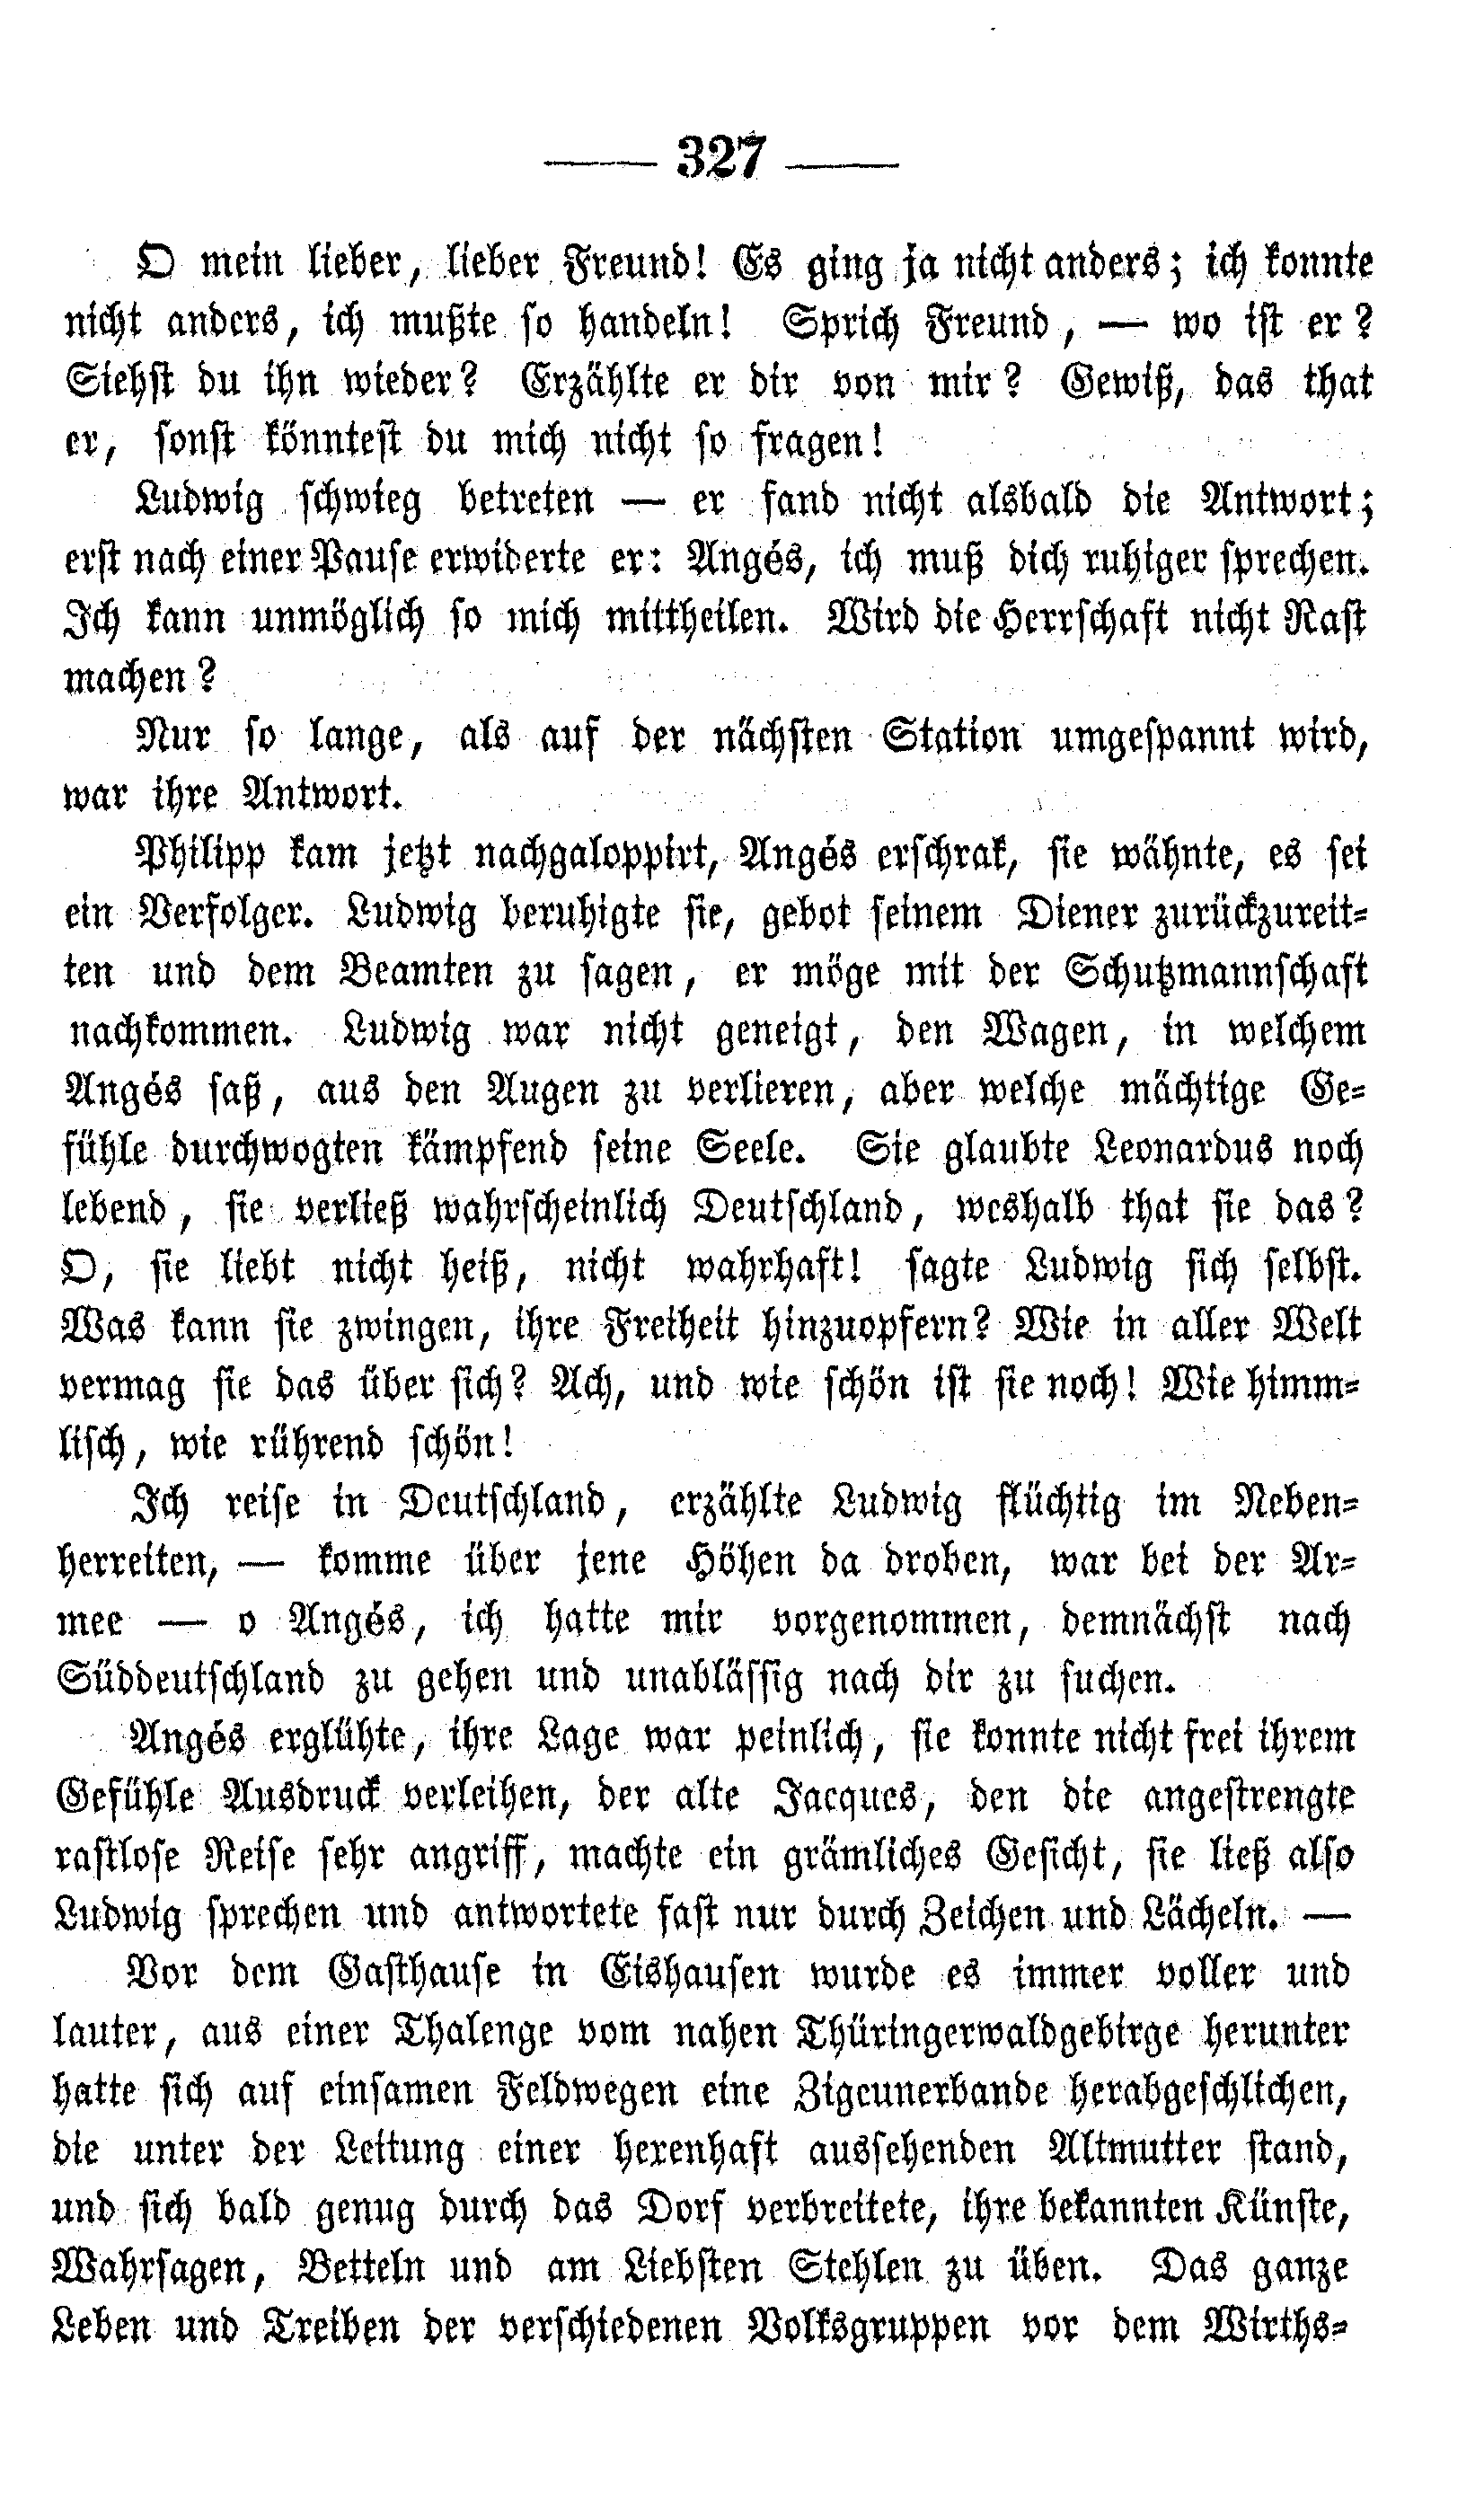 — 327 —
O mein lieber, lieber Freund! Es ging ja nicht anders; ich konnte
nicht anders, ich mußte so handeln! Sprich Freund, — wo ist er?
Siehst du ihn wieder? Erzählte er dir von mir? Gewiß, das that
er, sonst könntest du mich nicht so fragen!
Ludwig schwieg betreten — er fand nicht alsbald die Antwort;
erst nach einer Pause erwiderte er: Angés, ich muß dich ruhiger sprechen.
Ich kann unmöglich so mich mittheilen. Wird die Herrschaft nicht Rast
machen?
Nur so lange, als auf der nächsten Station umgespannt wird,
war ihre Antwort.
Philipp kam jetzt nachgaloppirt, Angés erschrak, sie wähnte, es sei
ein Verfolger. Ludwig beruhigte sie, gebot seinem Diener zurückzureit-
ten und dem Beamten zu sagen, er möge mit der Schutzmannschaft
nachkommen. Ludwig war nicht geneigt, den Wagen, in welchem
Angés saß, aus den Augen zu verlieren, aber welche mächtige Ge-
fühle durchwogten kämpfend seine Seele. Sie glaubte Leonardus noch
lebend, sie verließ wahrscheinlich Deutschland, weshalb that sie das?
O, sie liebt nicht heiß, nicht wahrhaft! sagte Ludwig sich selbst.
Was kann sie zwingen, ihre Freiheit hinzuopfern? Wie in aller Welt
vermag sie das über sich? Ach, und wie schön ist sie noch! Wie himm-
lisch, wie rührend schön!
Ich reise in Deutschland, erzählte Ludwig flüchtig im Neben-
herreiten, — komme über jene Höhen da droben, war bei der Ar-
mee — o Angés, ich hatte mir vorgenommen, demnächst nach
Süddeutschland zu gehen und unablässig nach dir zu suchen.
Angés erglühte, ihre Lage war peinlich, sie konnte nicht frei ihrem
Gefühle Ausdruck verleihen, der alte Jacques, den die angestrengte
rastlose Reise sehr angriff, machte ein grämliches Gesicht, sie ließ also
Ludwig sprechen und antwortete fast nur durch Zeichen und Lächeln. —
Vor dem Gasthause in Eishausen wurde es immer voller und
lauter, aus einer Thalenge vom nahen Thüringerwaldgebirge herunter
hatte sich auf einsamen Feldwegen eine Zigeunerbande herabgeschlichen,
die unter der Leitung einer hexenhaft aussehenden Altmutter stand,
und sich bald genug durch das Dorf verbreitete, ihre bekannten Künste,
Wahrsagen, Betteln und am Liebsten Stehlen zu üben. Das ganze
Leben und Treiben der verschiedenen Volksgruppen vor dem Wirths-